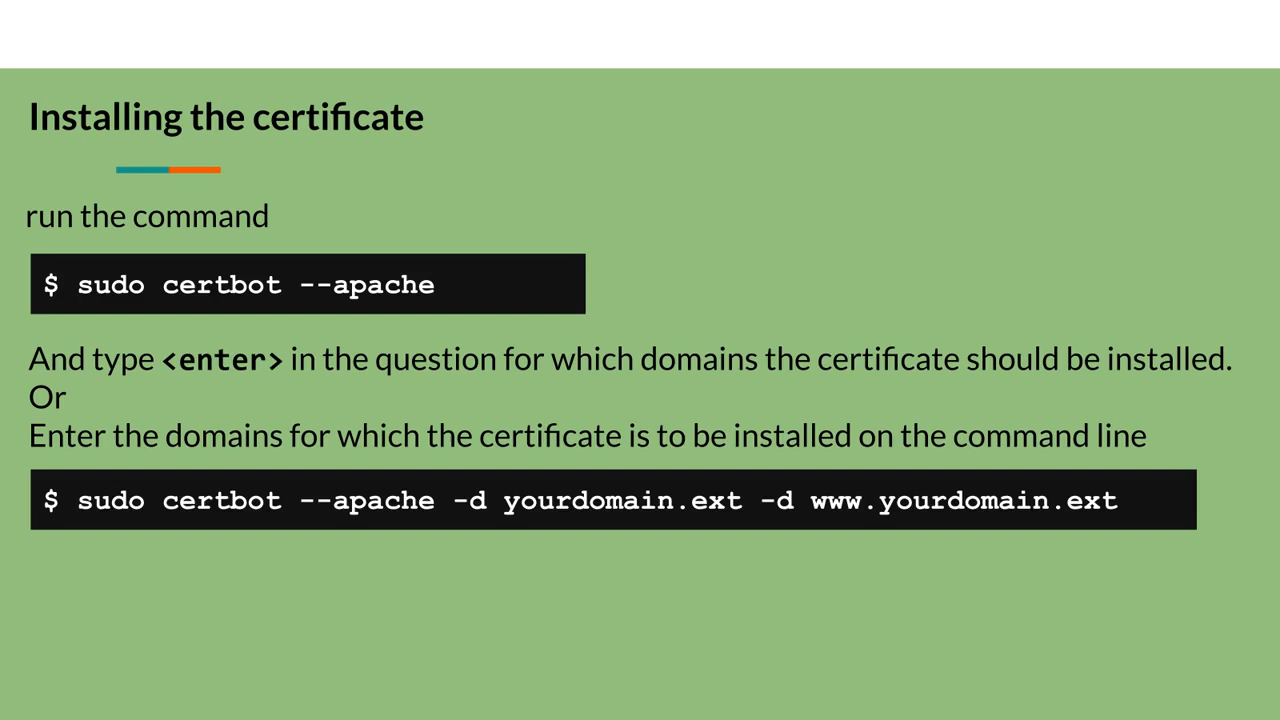 Installing the certificate
run the command
$ sudo certbot --apache
And type <enter> in the question for which domains the certificate should be installed.
Or
Enter the domains for which the certificate is to be installed on the command line
$ sudo certbot --apache -d yourdomain.ext -d www.yourdomain.ext